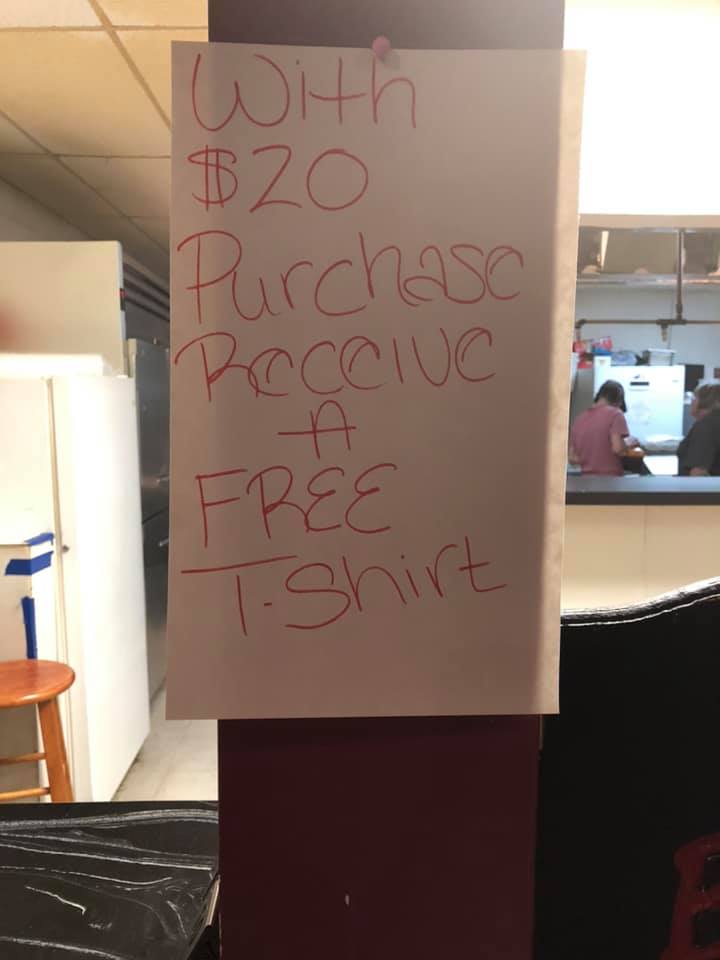 With
$20
Purchase
Receive
A
FREE
T-Shirt